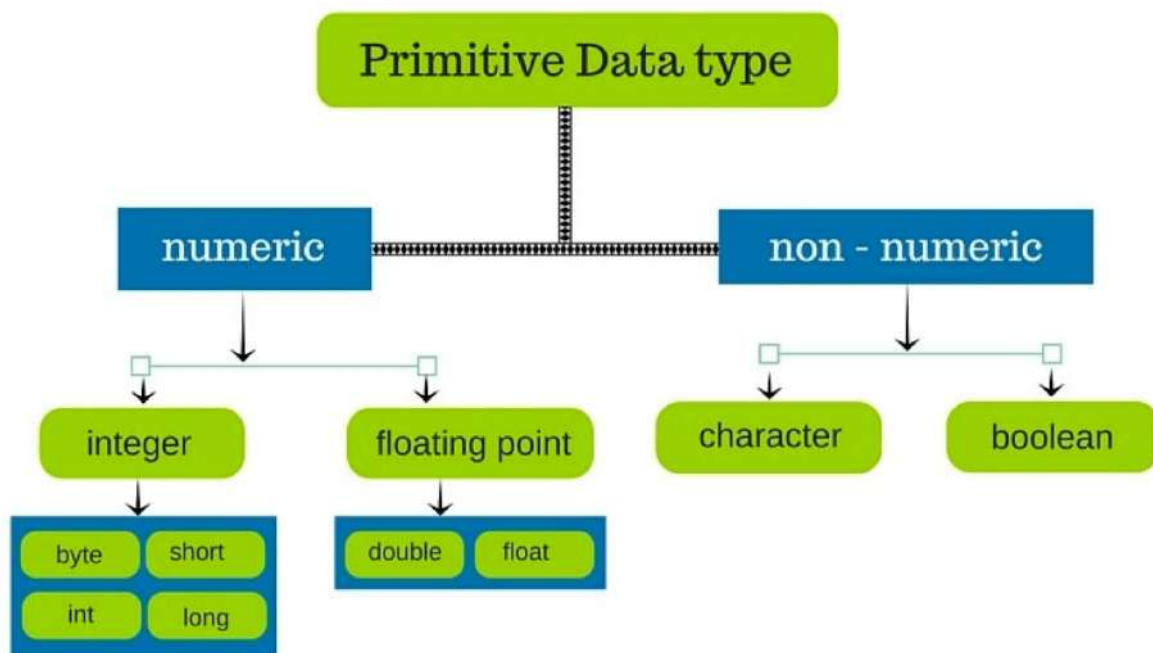 Primitive Data type
numeric
non - numeric
integer
floating point
character
boolean
byte
short
double
float
int
long